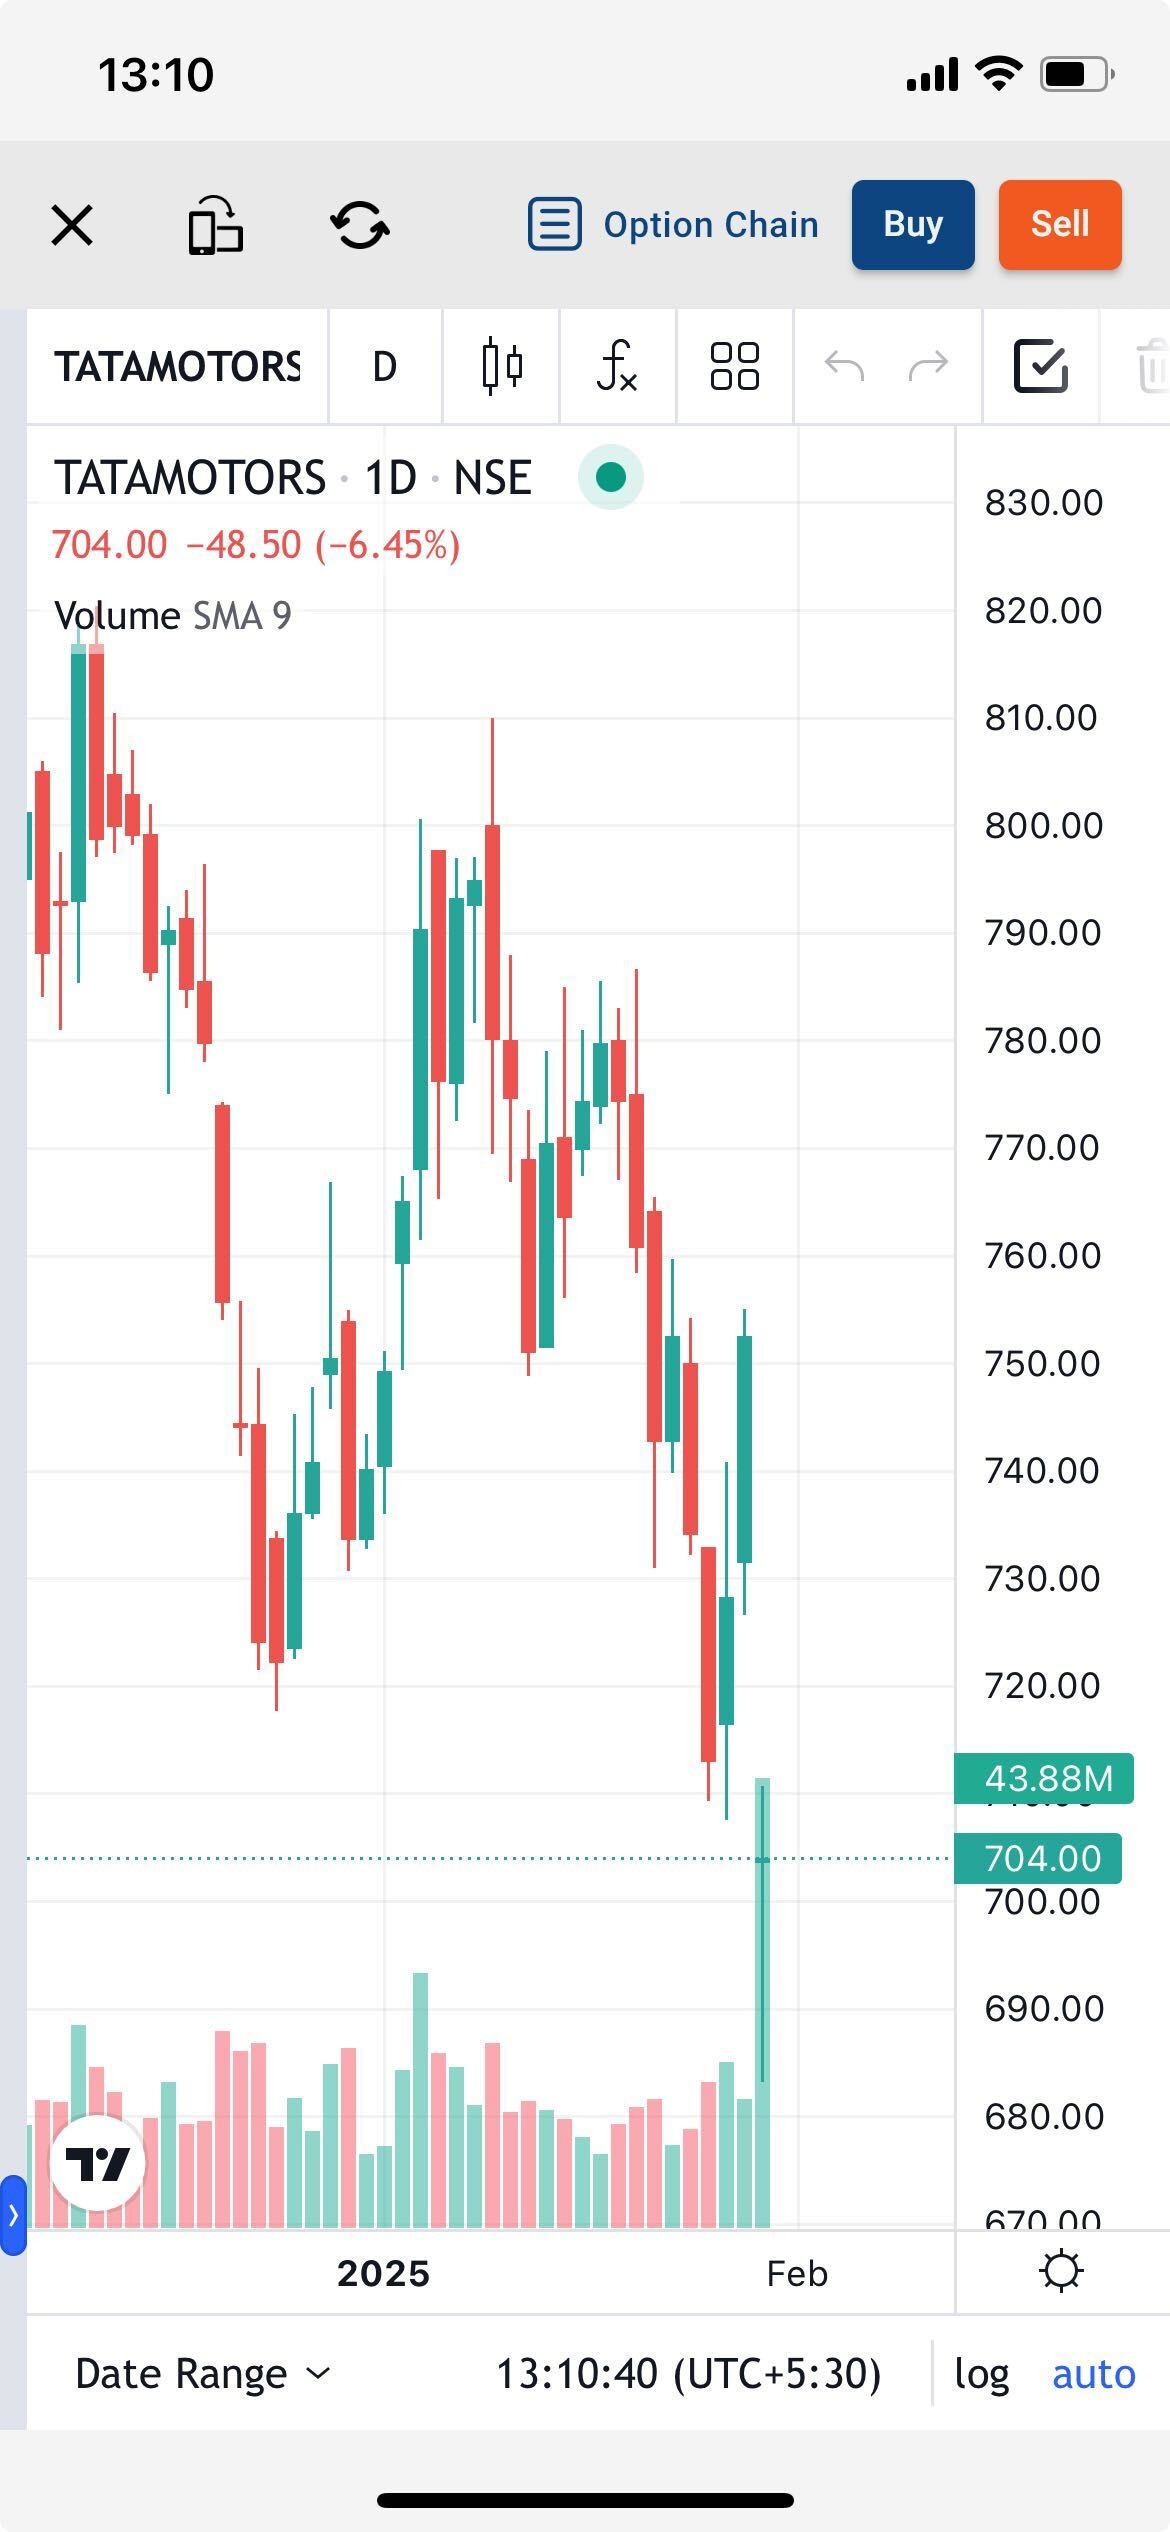 13:10
Option Chain Buy Sell
TATAMOTORS D
TATAMOTORS · 1D · NSE
704.00 −48.50 (−6.45%)
Volume SMA 9
830.00
820.00
810.00
800.00
790.00
780.00
770.00
760.00
750.00
740.00
730.00
720.00
43.88M
704.00
700.00
690.00
680.00
670.00
2025 Feb
Date Range 13:10:40 (UTC+5:30) log auto